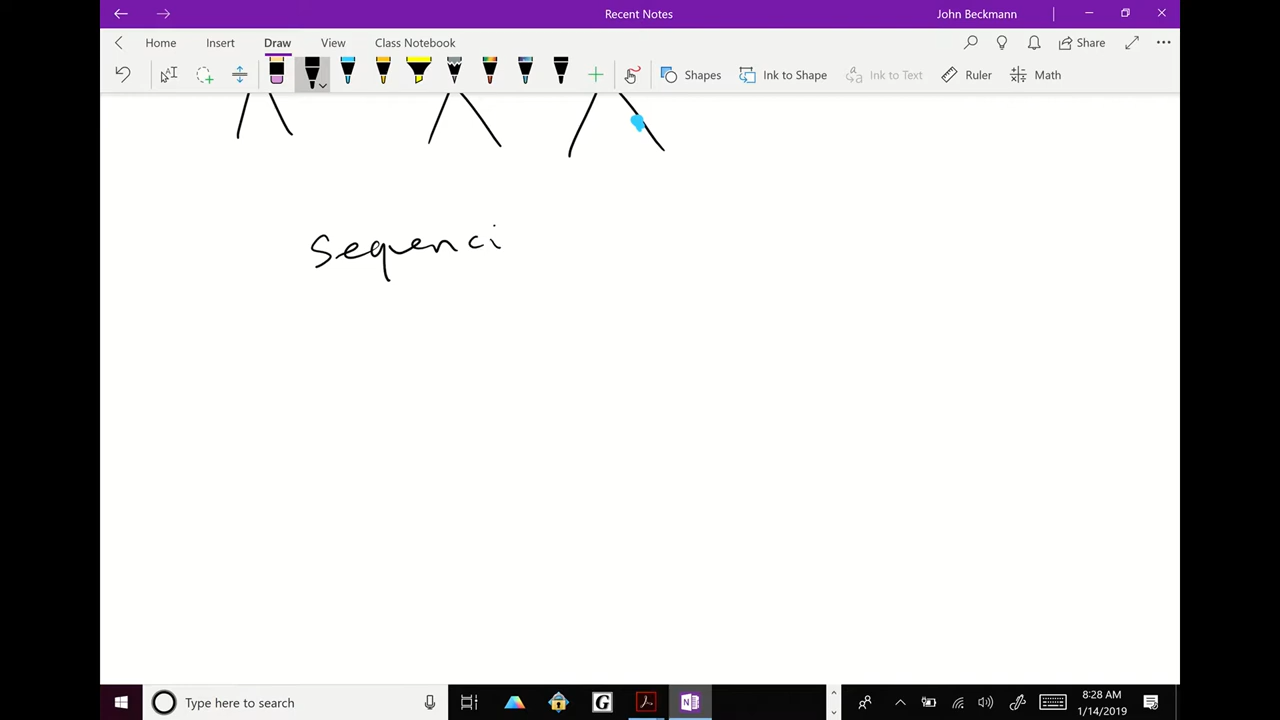 Recent Notes
John Beckmann
Home Insert Draw View Class Notebook
Share
Shapes Ink to Shape Ink to Text Ruler Math
Sequenci
Type here to search
8:28 AM
1/14/2019